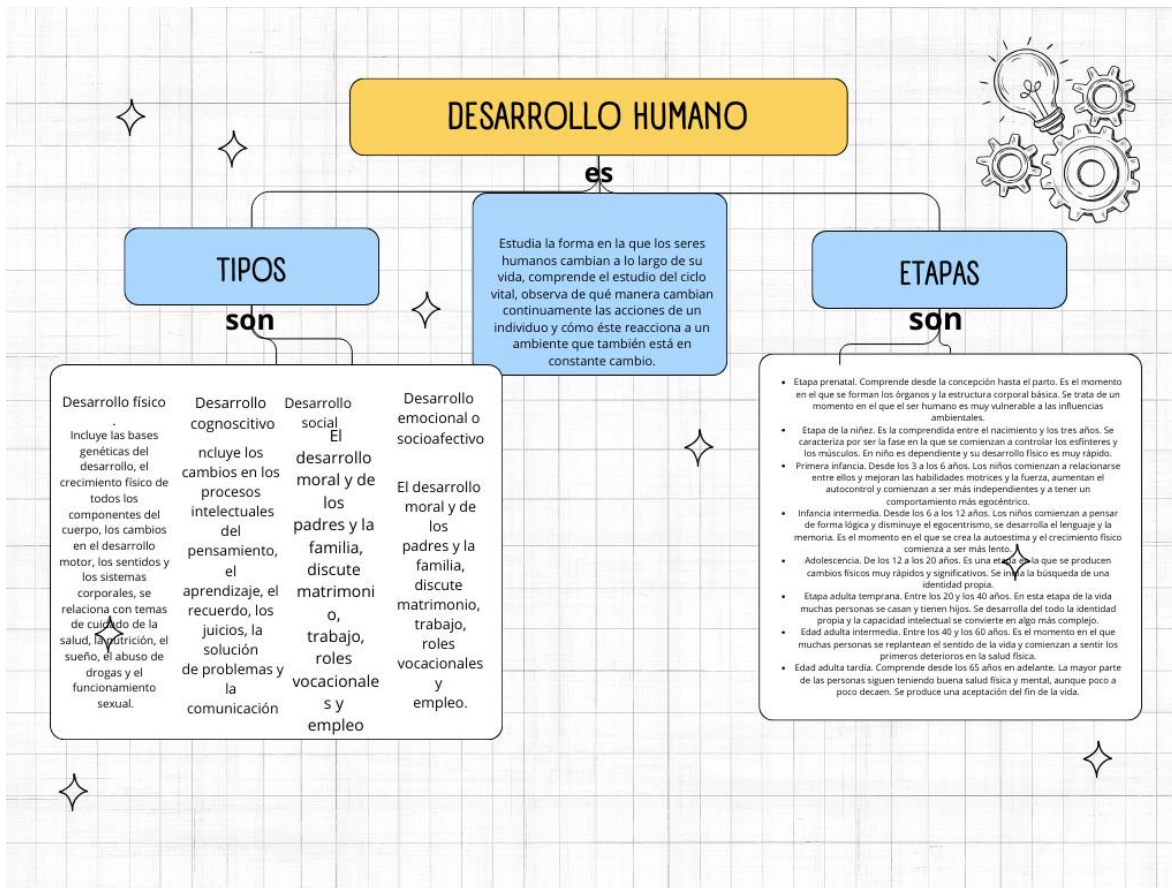 DESARROLLO HUMANO
es
Estudia la forma en la que los seres
humanos cambian a lo largo de su
vida, comprende el estudio del ciclo
vital, observa de qué manera cambian
continuamente las acciones de un
individuo y cómo éste reacciona a un
ambiente que también está en
constante cambio.
TIPOS
son
Desarrollo físico
.
Incluye las bases
genéticas del
desarrollo, el
crecimiento físico de
todos los
componentes del
cuerpo, los cambios
en el desarrollo
motor, los sentidos y
los sistemas
corporales, se
relaciona con temas
de cuidado de la
salud, la nutrición, el
sueño, el abuso de
drogas y el
funcionamiento
sexual.
Desarrollo
cognoscitivo
ncluye los
cambios en los
procesos
intelectuales
del
pensamiento,
el
aprendizaje, el
recuerdo, los
juicios, la
solución
de problemas y
la
comunicación
Desarrollo
social
El
desarrollo
moral y de
los
padres y la
familia,
discute
matrimoni
o,
trabajo,
roles
vocacionale
s y
empleo
Desarrollo
emocional o
socioafectivo
El desarrollo
moral y de
los
padres y la
familia,
discute
matrimonio,
trabajo,
roles
vocacionales
y
empleo.
ETAPAS
son
• Etapa prenatal. Comprende desde la concepción hasta el parto. Es el momento
en el que se forman los órganos y la estructura corporal básica. Se trata de un
momento en el que el ser humano es muy vulnerable a las influencias
ambientales.
• Etapa de la niñez. Es la comprendida entre el nacimiento y los tres años. Se
caracteriza por ser la fase en la que se comienzan a controlar los esfínteres y
los músculos. En niño es dependiente y su desarrollo físico es muy rápido.
• Primera infancia. Desde los 3 a los 6 años. Los niños comienzan a relacionarse
entre ellos y mejoran las habilidades motrices y la fuerza, aumentan el
autocontrol y comienzan a ser más independientes y a tener un
comportamiento más egocéntrico.
• Infancia intermedia. Desde los 6 a los 12 años. Los niños comienzan a pensar
de forma lógica y disminuye el egocentrismo, se desarrolla el lenguaje y la
memoria. Es el momento en el que se crea la autoestima y el crecimiento físico
comienza a ser más lento.
• Adolescencia. De los 12 a los 20 años. Es una etapa en la que se producen
cambios físicos muy rápidos y significativos. Se inicia la búsqueda de una
identidad propia.
• Etapa adulta temprana. Entre los 20 y los 40 años. En esta etapa de la vida
muchas personas se casan y tienen hijos. Se desarrolla del todo la identidad
propia y la capacidad intelectual se convierte en algo más complejo.
• Edad adulta intermedia. Entre los 40 y los 60 años. Es el momento en el que
muchas personas se replantean el sentido de la vida y comienzan a sentir los
primeros deterioros en la salud física.
• Edad adulta tardía. Comprende desde los 65 años en adelante. La mayor parte
de las personas siguen teniendo buena salud física y mental, aunque poco a
poco decaen. Se produce una aceptación del fin de la vida.